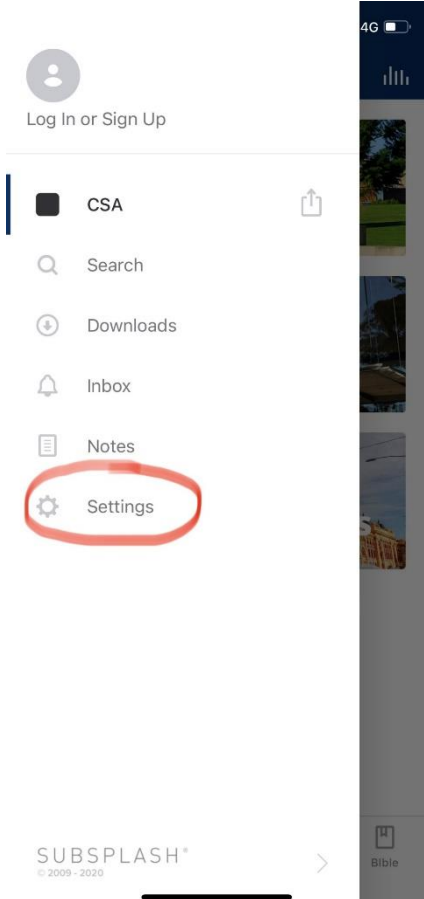 4G
Log In or Sign Up
CSA
Search
Downloads
Inbox
Notes
Settings
SUBSPLASH®
© 2009 - 2020
Bible